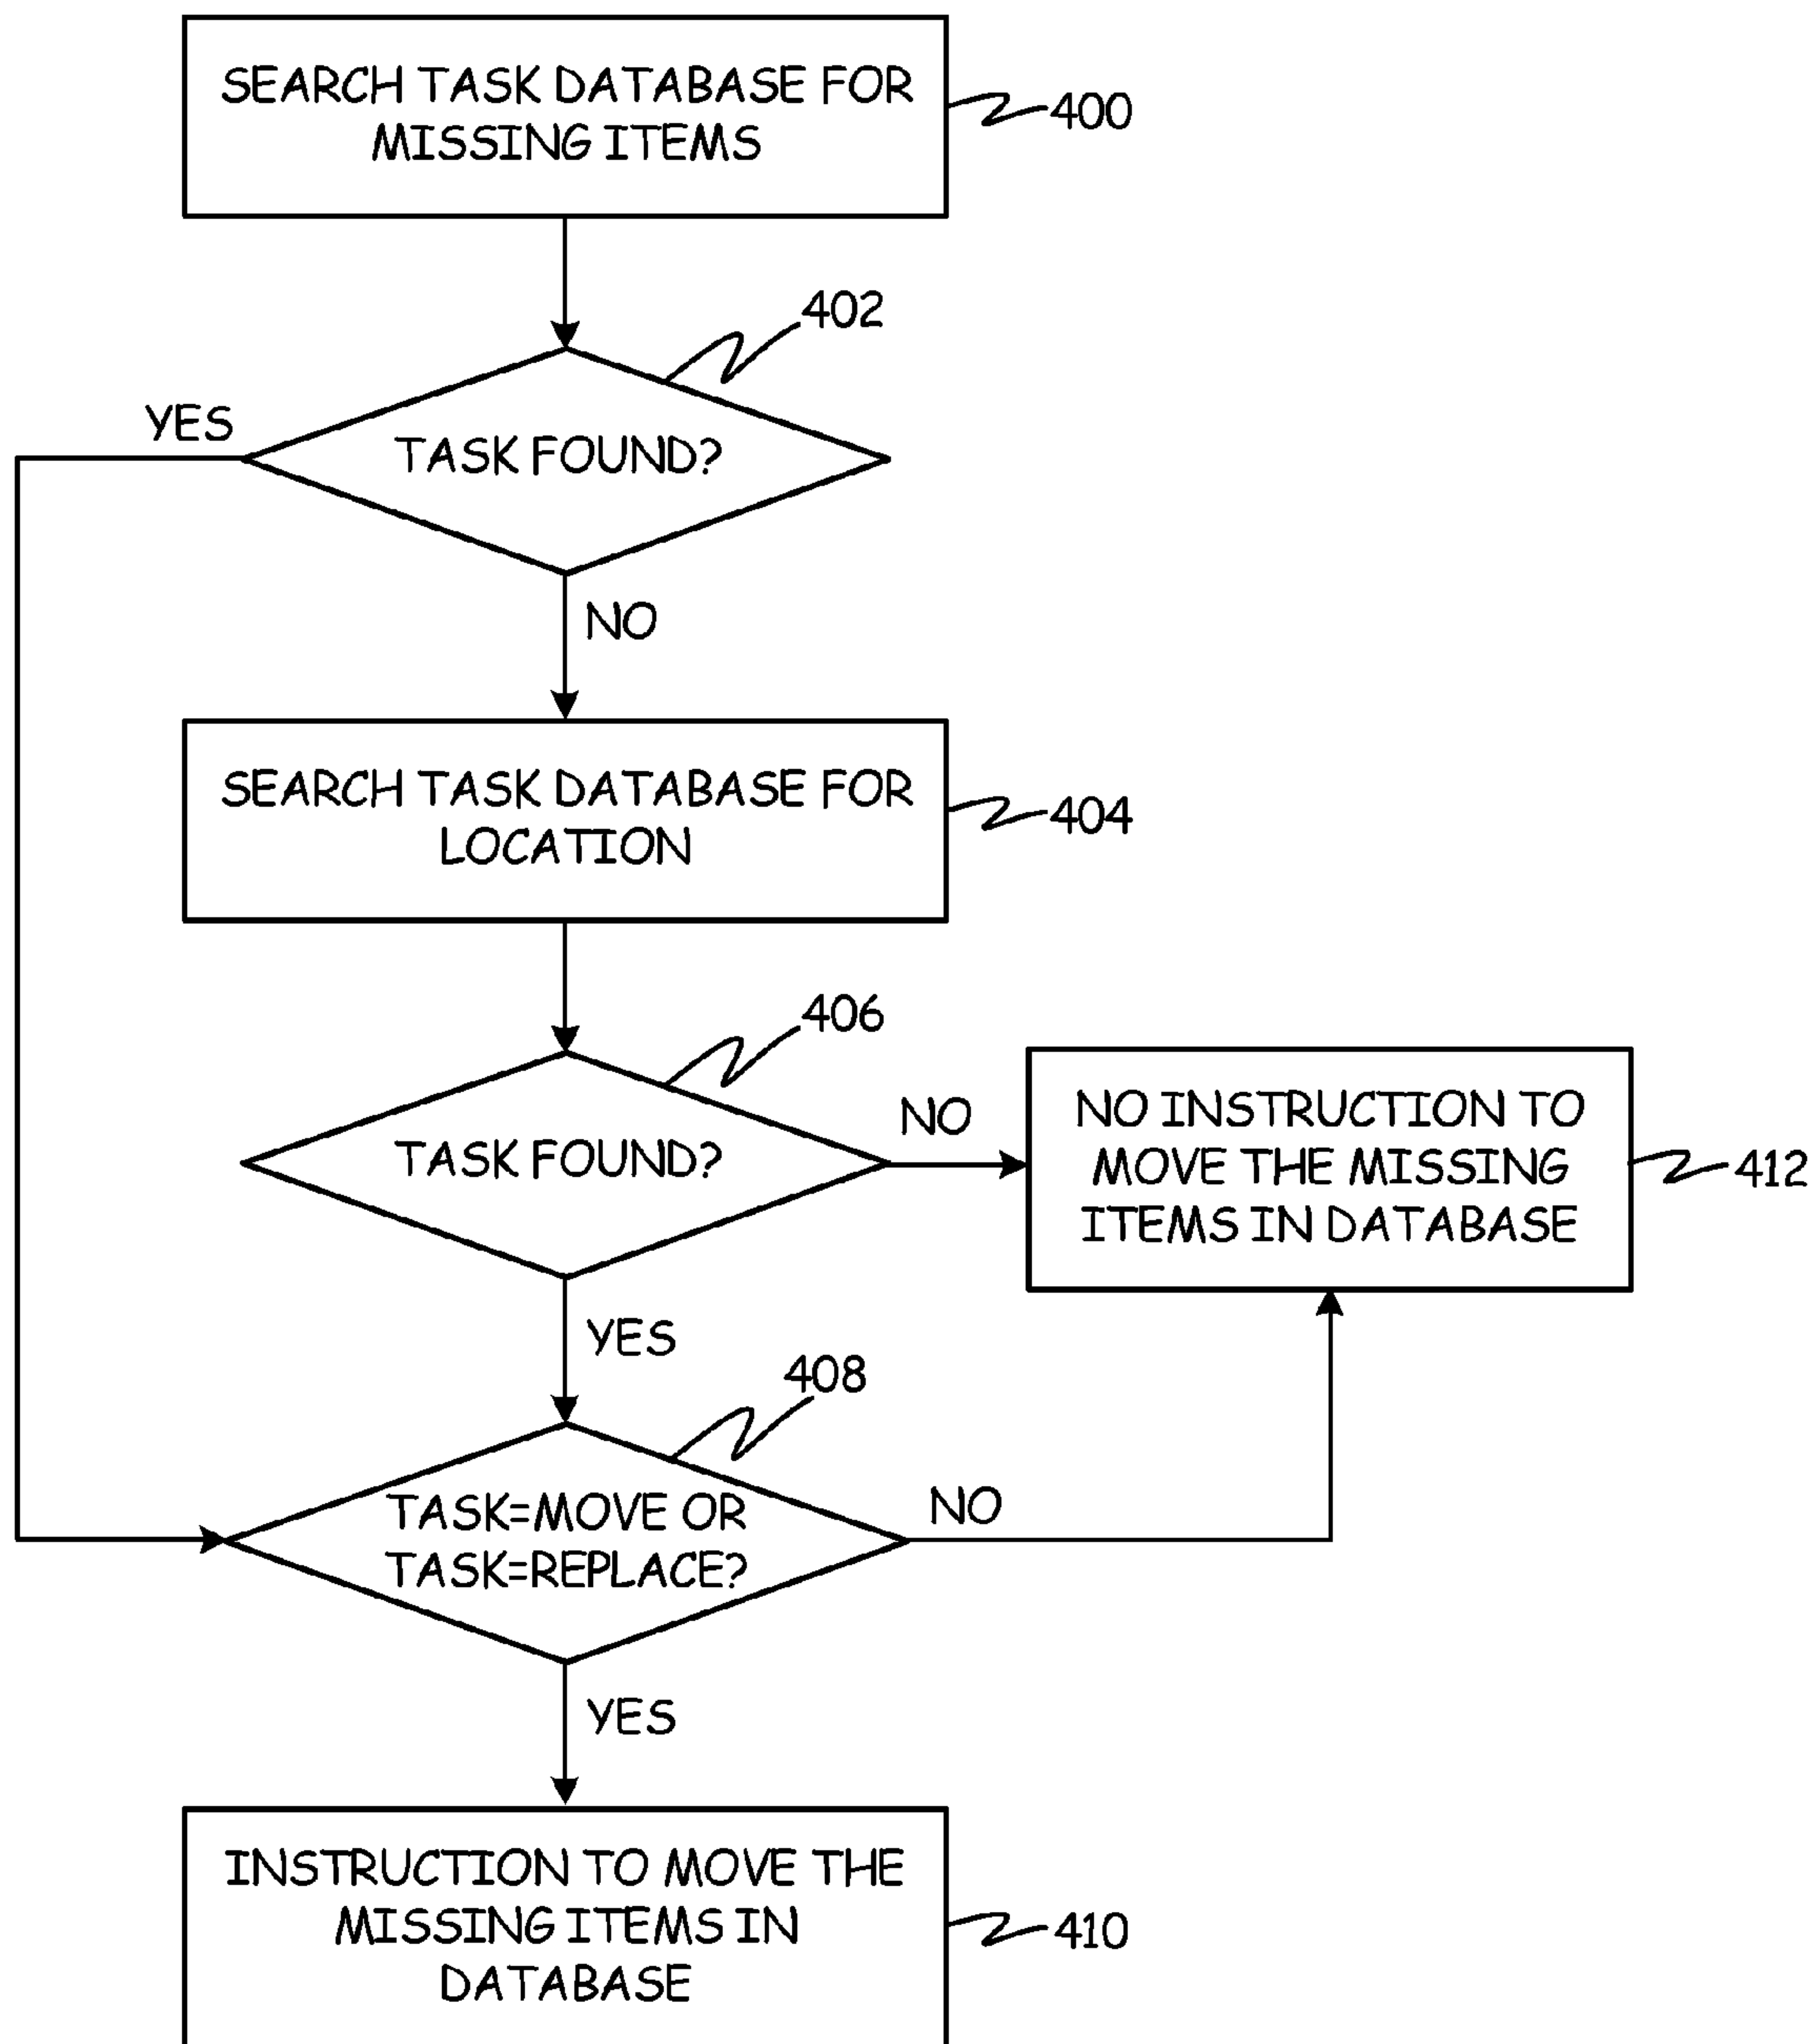 SEARCH TASK DATABASE FOR
MISSING ITEMS
400
402
YES
TASK FOUND?
NO
SEARCH TASK DATABASE FOR
LOCATION
404
406
TASK FOUND?
NO
NO INSTRUCTION TO
MOVE THE MISSING
ITEMS IN DATABASE
412
YES
408
TASK=MOVE OR
TASK=REPLACE?
NO
YES
INSTRUCTION TO MOVE THE
MISSING ITEMS IN
DATABASE
410